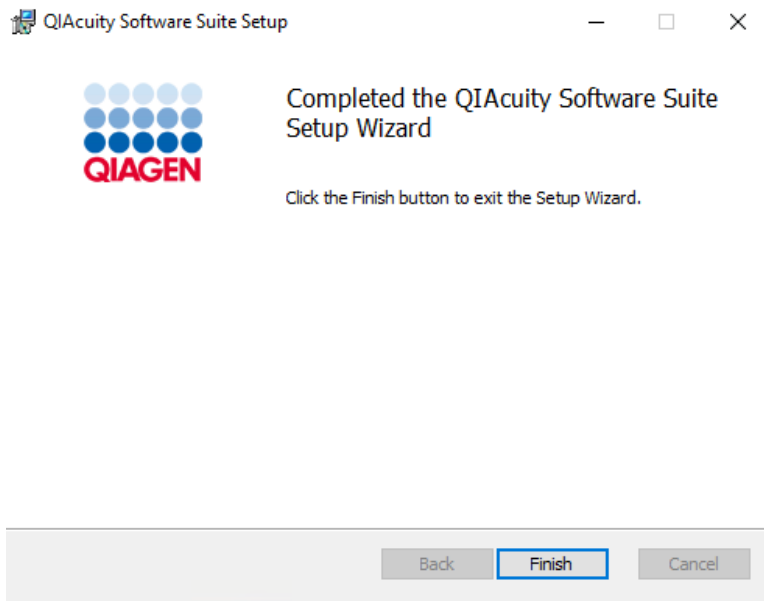 QIAcuity Software Suite Setup
QIAGEN
Completed the QIAcuity Software Suite
Setup Wizard
Click the Finish button to exit the Setup Wizard.
Back
Finish
Cancel